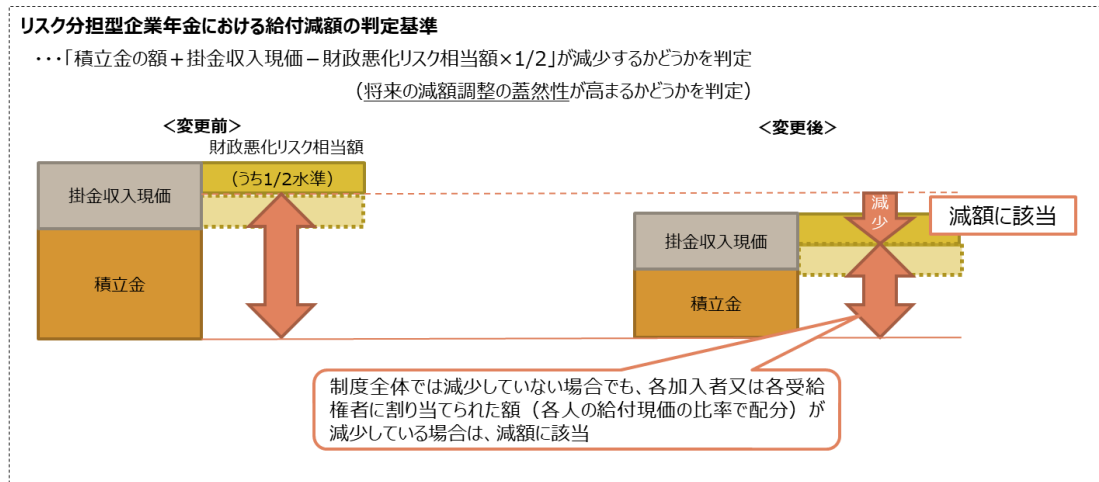 リスク分担型企業年金における給付減額の判定基準
・・・「積立金の額＋掛金収入現価－財政悪化リスク相当額×1/2」が減少するかどうかを判定
（将来の減額調整の蓋然性が高まるかどうかを判定）
＜変更前＞
＜変更後＞
財政悪化リスク相当額
（うち1/2水準）
掛金収入現価
積立金
減少
減額に該当
掛金収入現価
積立金
制度全体では減少していない場合でも、各加入者又は各受給
権者に割り当てられた額（各人の給付現価の比率で配分）が
減少している場合は、減額に該当